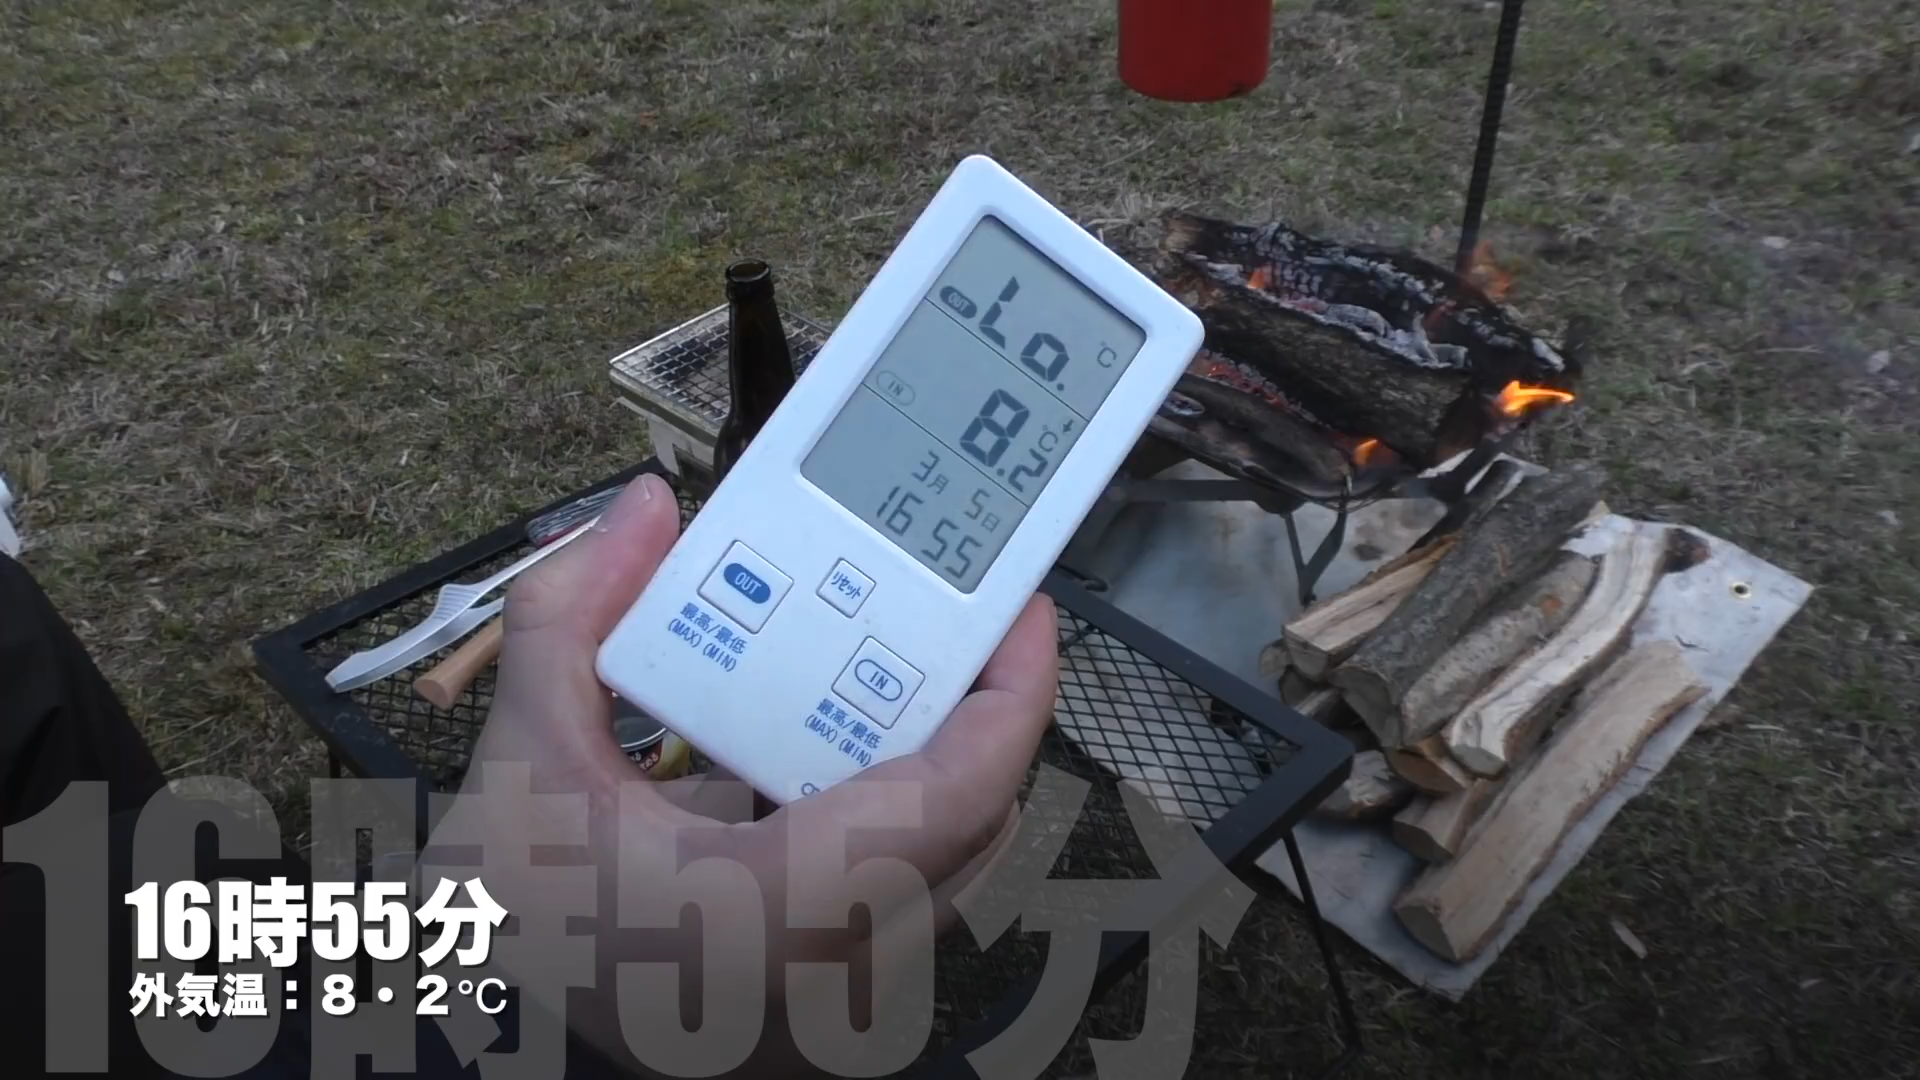 OUT Lo. ℃
IN 8.2℃
3月 5日
16 55
OUT
リセット
最高/最低
(MAX)(MIN)
IN
最高/最低
(MAX)(MIN)
16時55分
16時55分
外気温：８・２℃